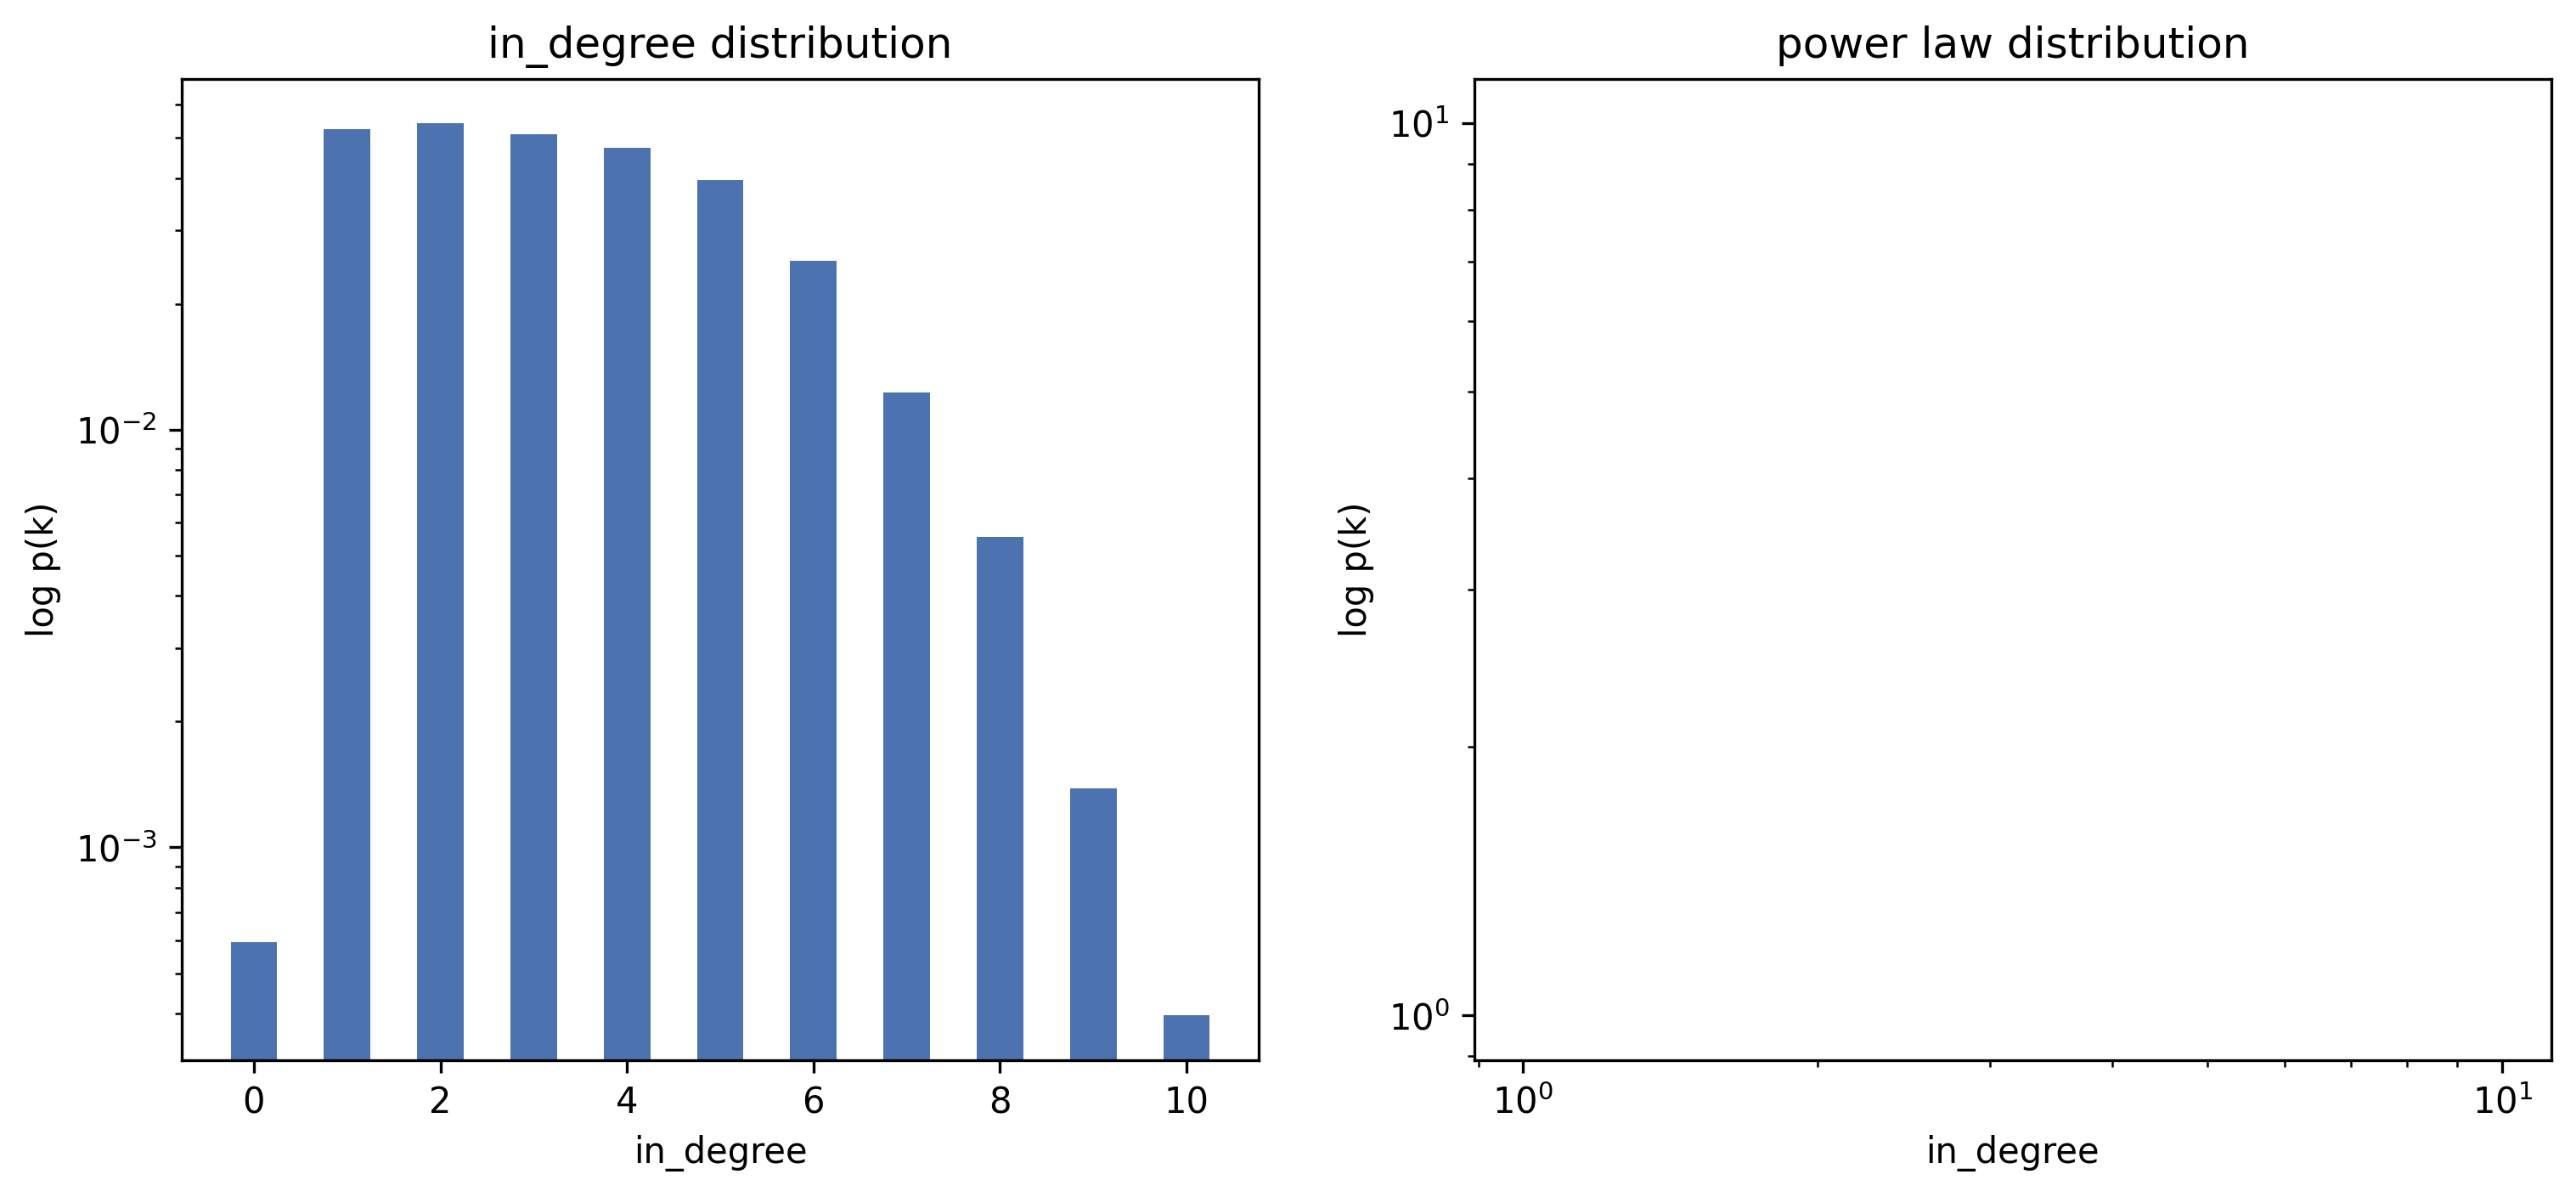 in_degree distribution
log p(k)
10⁻²
10⁻³
0 2 4 6 8 10
in_degree
power law distribution
log p(k)
10¹
10⁰
10⁰ 10¹
in_degree